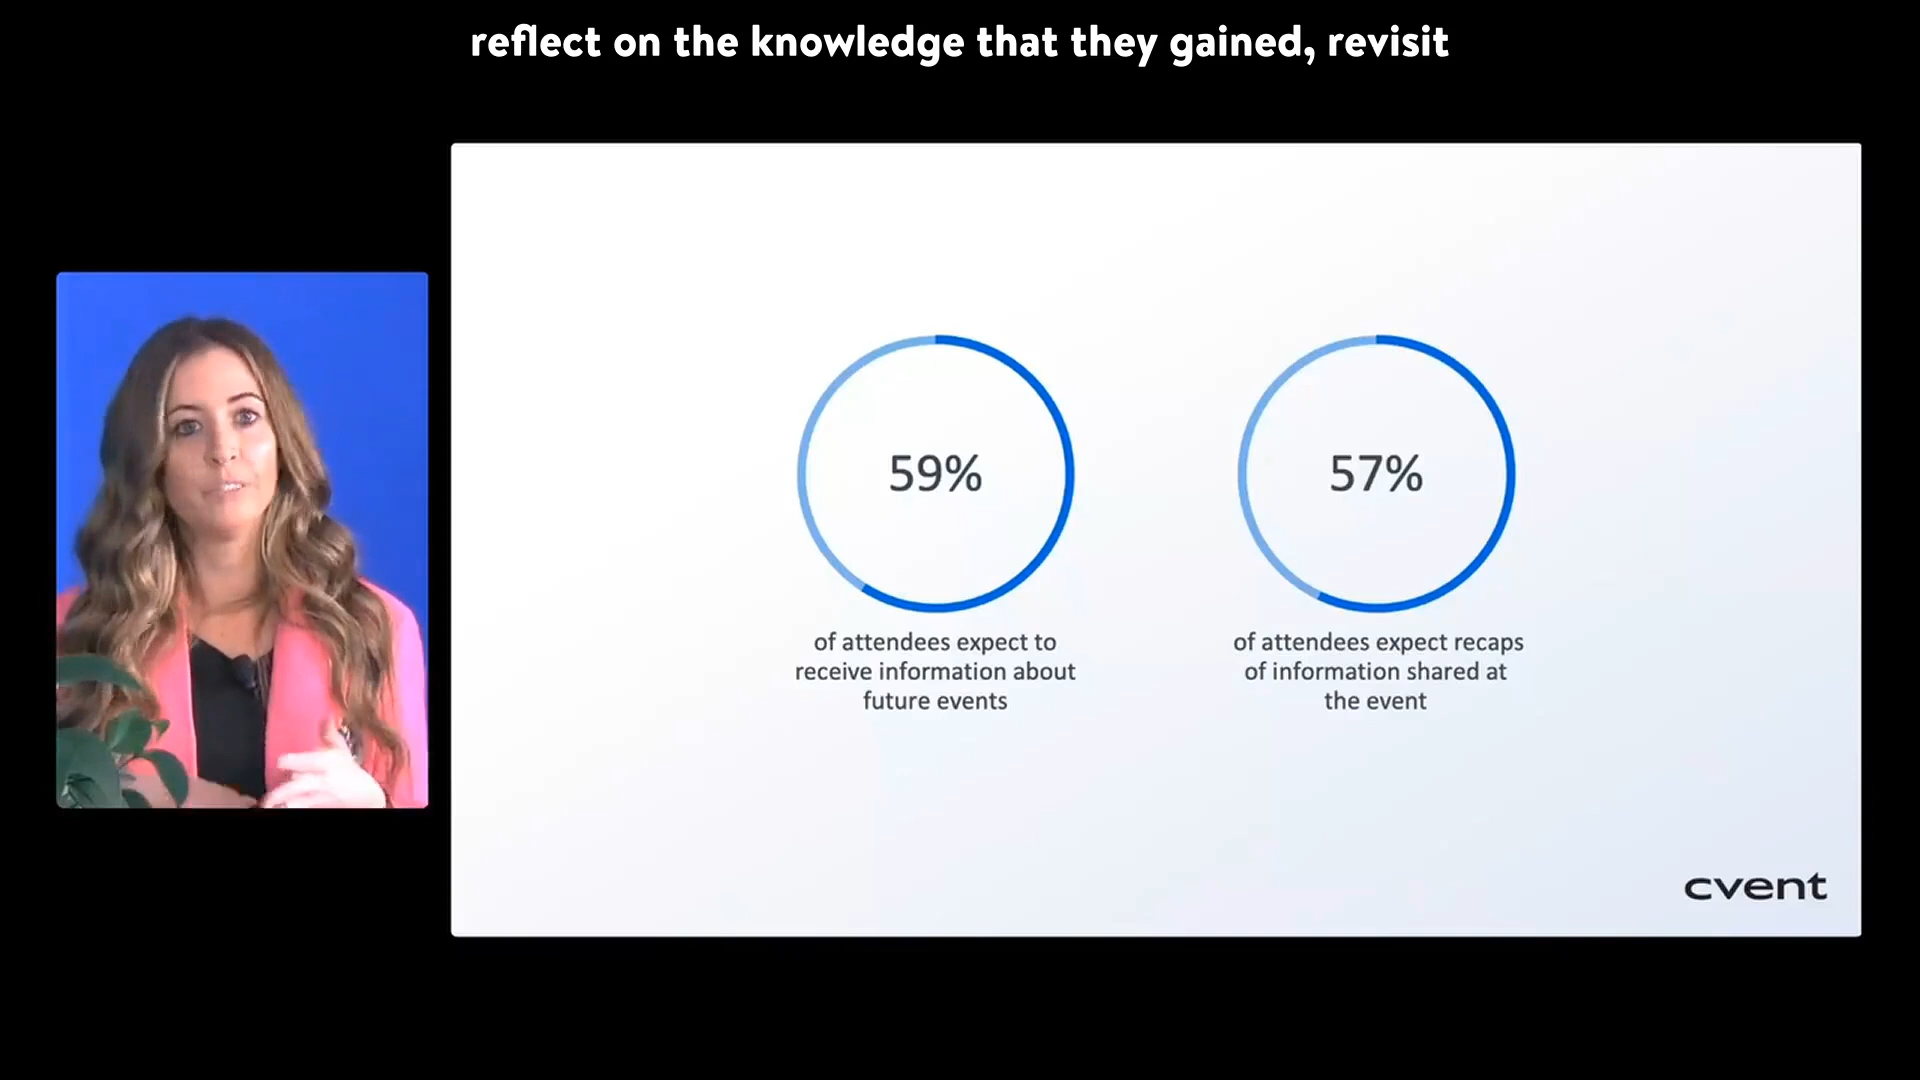 reflect on the knowledge that they gained, revisit
59%
of attendees expect to
receive information about
future events
57%
of attendees expect recaps
of information shared at
the event
cvent